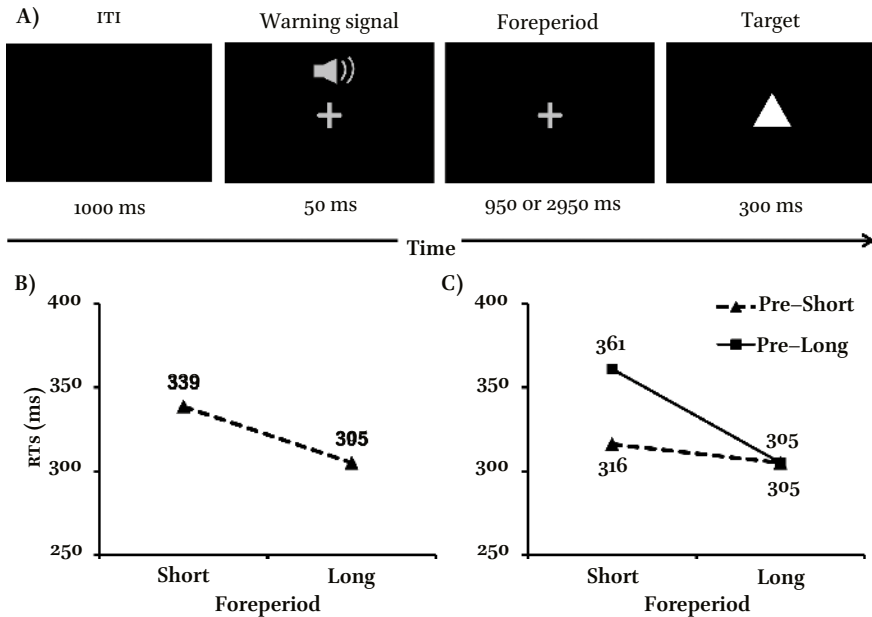 A) ITI Warning signal Foreperiod Target
1000 ms 50 ms 950 or 2950 ms 300 ms
Time
B)
400
350
300
250
RTs (ms)
339
305
Short Long
Foreperiod
C)
400
350
300
250
Pre–Short
Pre–Long
361
316
305
305
Short Long
Foreperiod